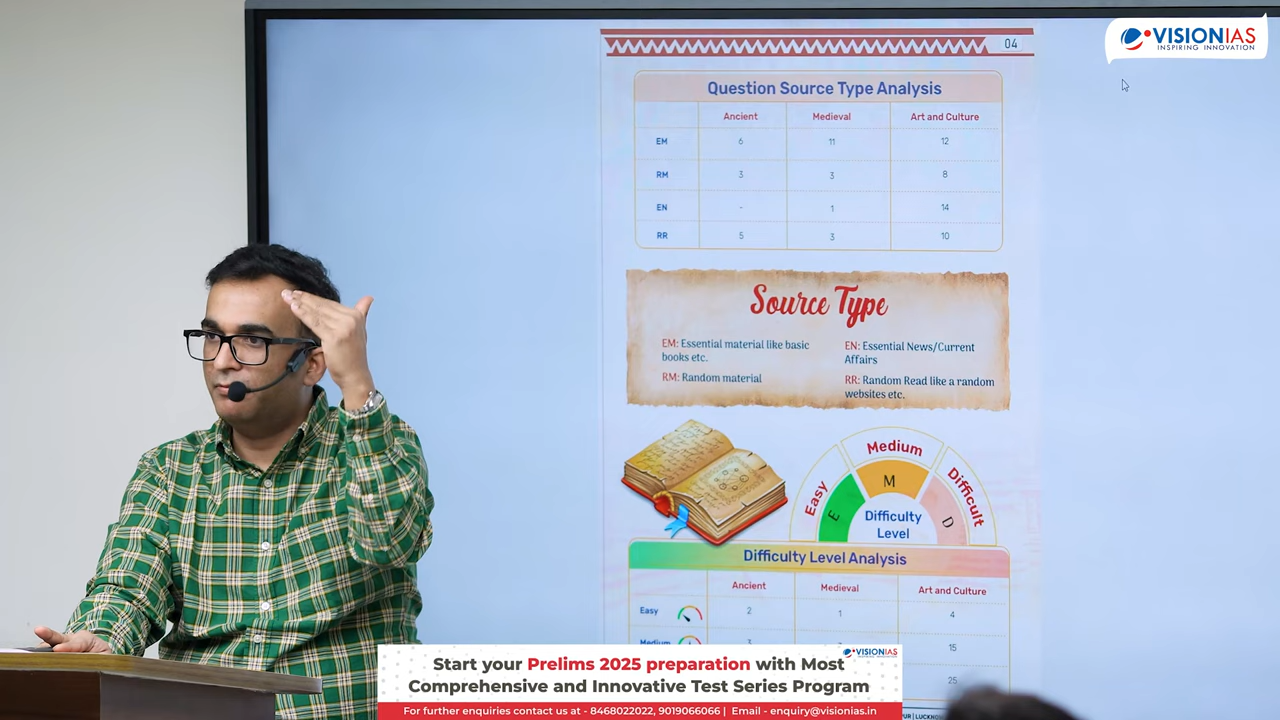 04
VISIONIAS
INSPIRING INNOVATION
Question Source Type Analysis
Ancient Medieval Art and Culture
EM 6 11 12
RM 3 3 8
EN - 1 14
RR 5 3 10
Source Type
EM: Essential material like basic
books etc.
RM: Random material
EN: Essential News/Current
Affairs
RR: Random Read like a random
websites etc.
Easy
Medium
Difficult
E
M
D
Difficulty
Level
Difficulty Level Analysis
Ancient Medieval Art and Culture
Easy 2 1 4
Medium 15
25
VISIONIAS
Start your Prelims 2025 preparation with Most
Comprehensive and Innovative Test Series Program
For further enquiries contact us at - 8468022022, 9019066066 | Email - enquiry@visionias.in